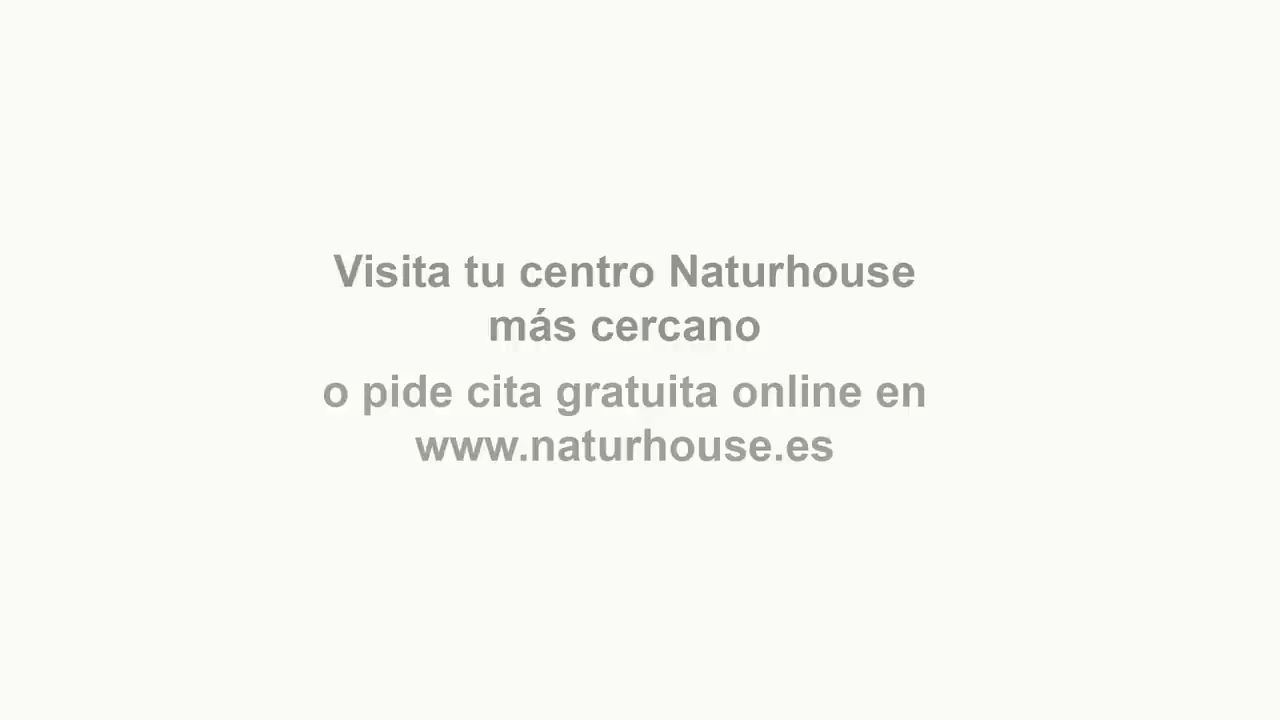 Visita tu centro Naturhouse
más cercano
o pide cita gratuita online en
www.naturhouse.es